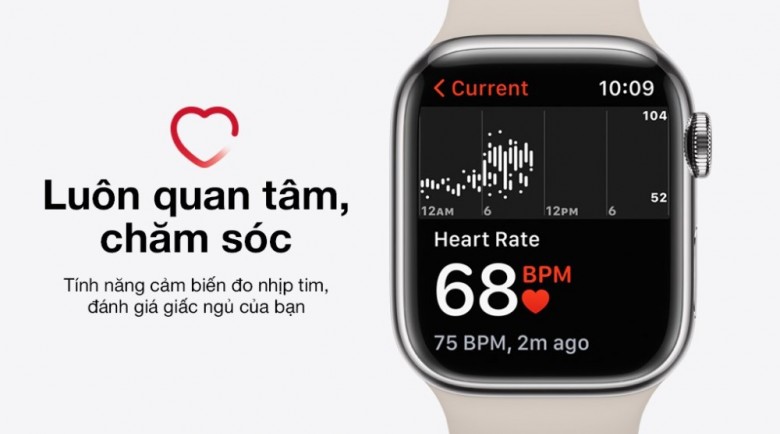 Luôn quan tâm,
chăm sóc
Tính năng cảm biến đo nhịp tim,
đánh giá giấc ngủ của bạn
< Current 10:09
104
52
12AM 6 12PM 6
Heart Rate
68 BPM
75 BPM, 2m ago